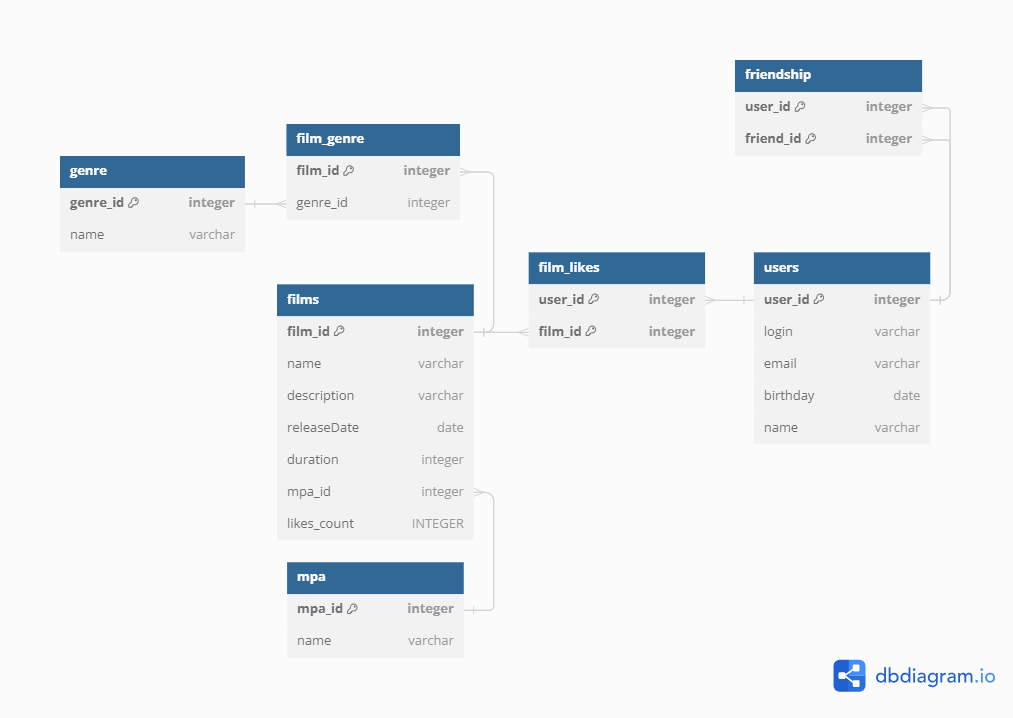 friendship
user_id integer
friend_id integer
film_genre
film_id integer
genre_id integer
genre
genre_id integer
name varchar
film_likes
user_id integer
film_id integer
users
user_id integer
login varchar
email varchar
birthday date
name varchar
films
film_id integer
name varchar
description varchar
releaseDate date
duration integer
mpa_id integer
likes_count INTEGER
mpa
mpa_id integer
name varchar
dbdiagram.io